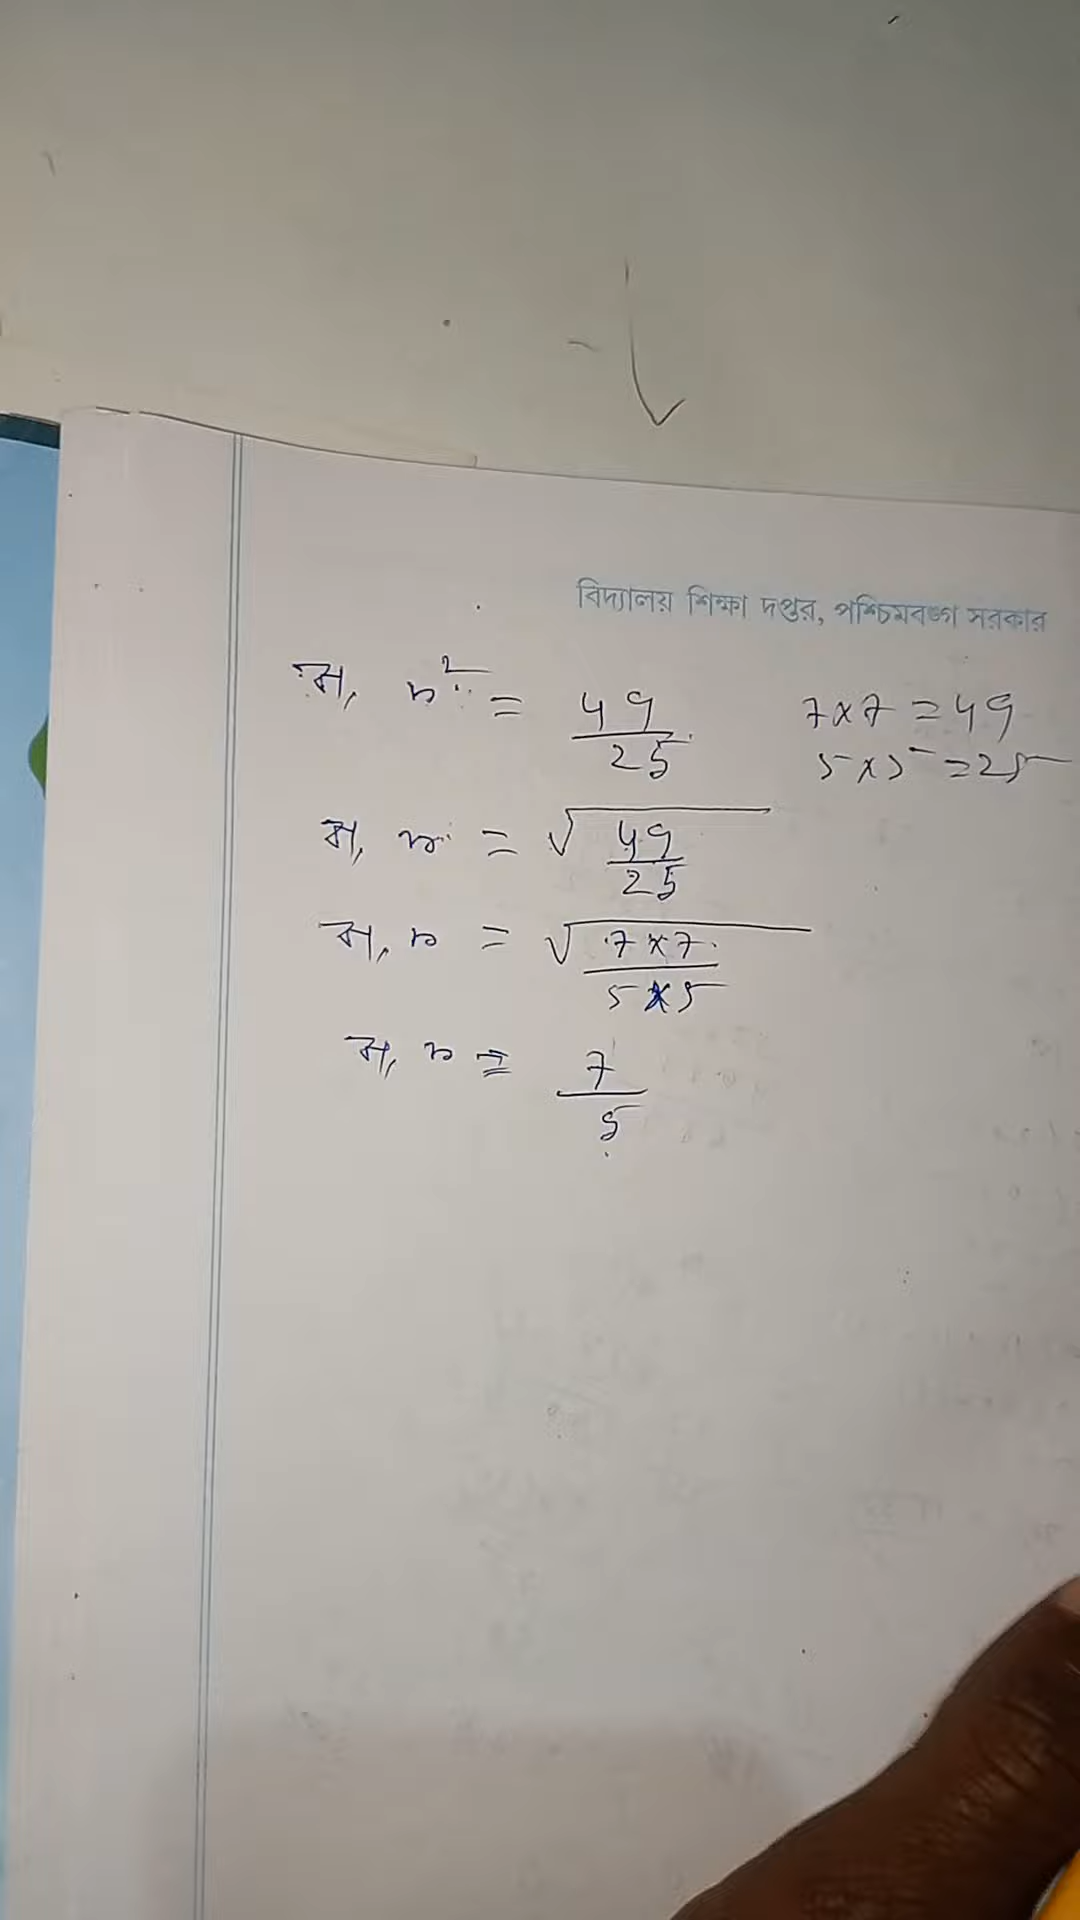 বিদ্যালয় শিক্ষা দপ্তর, পশ্চিমবঙ্গ সরকার
বা, x² = 49/25
7×7 = 49
5×5 = 25
বা, x = √49/25
বা, x = √7×7/5×5
বা, x = 7/5